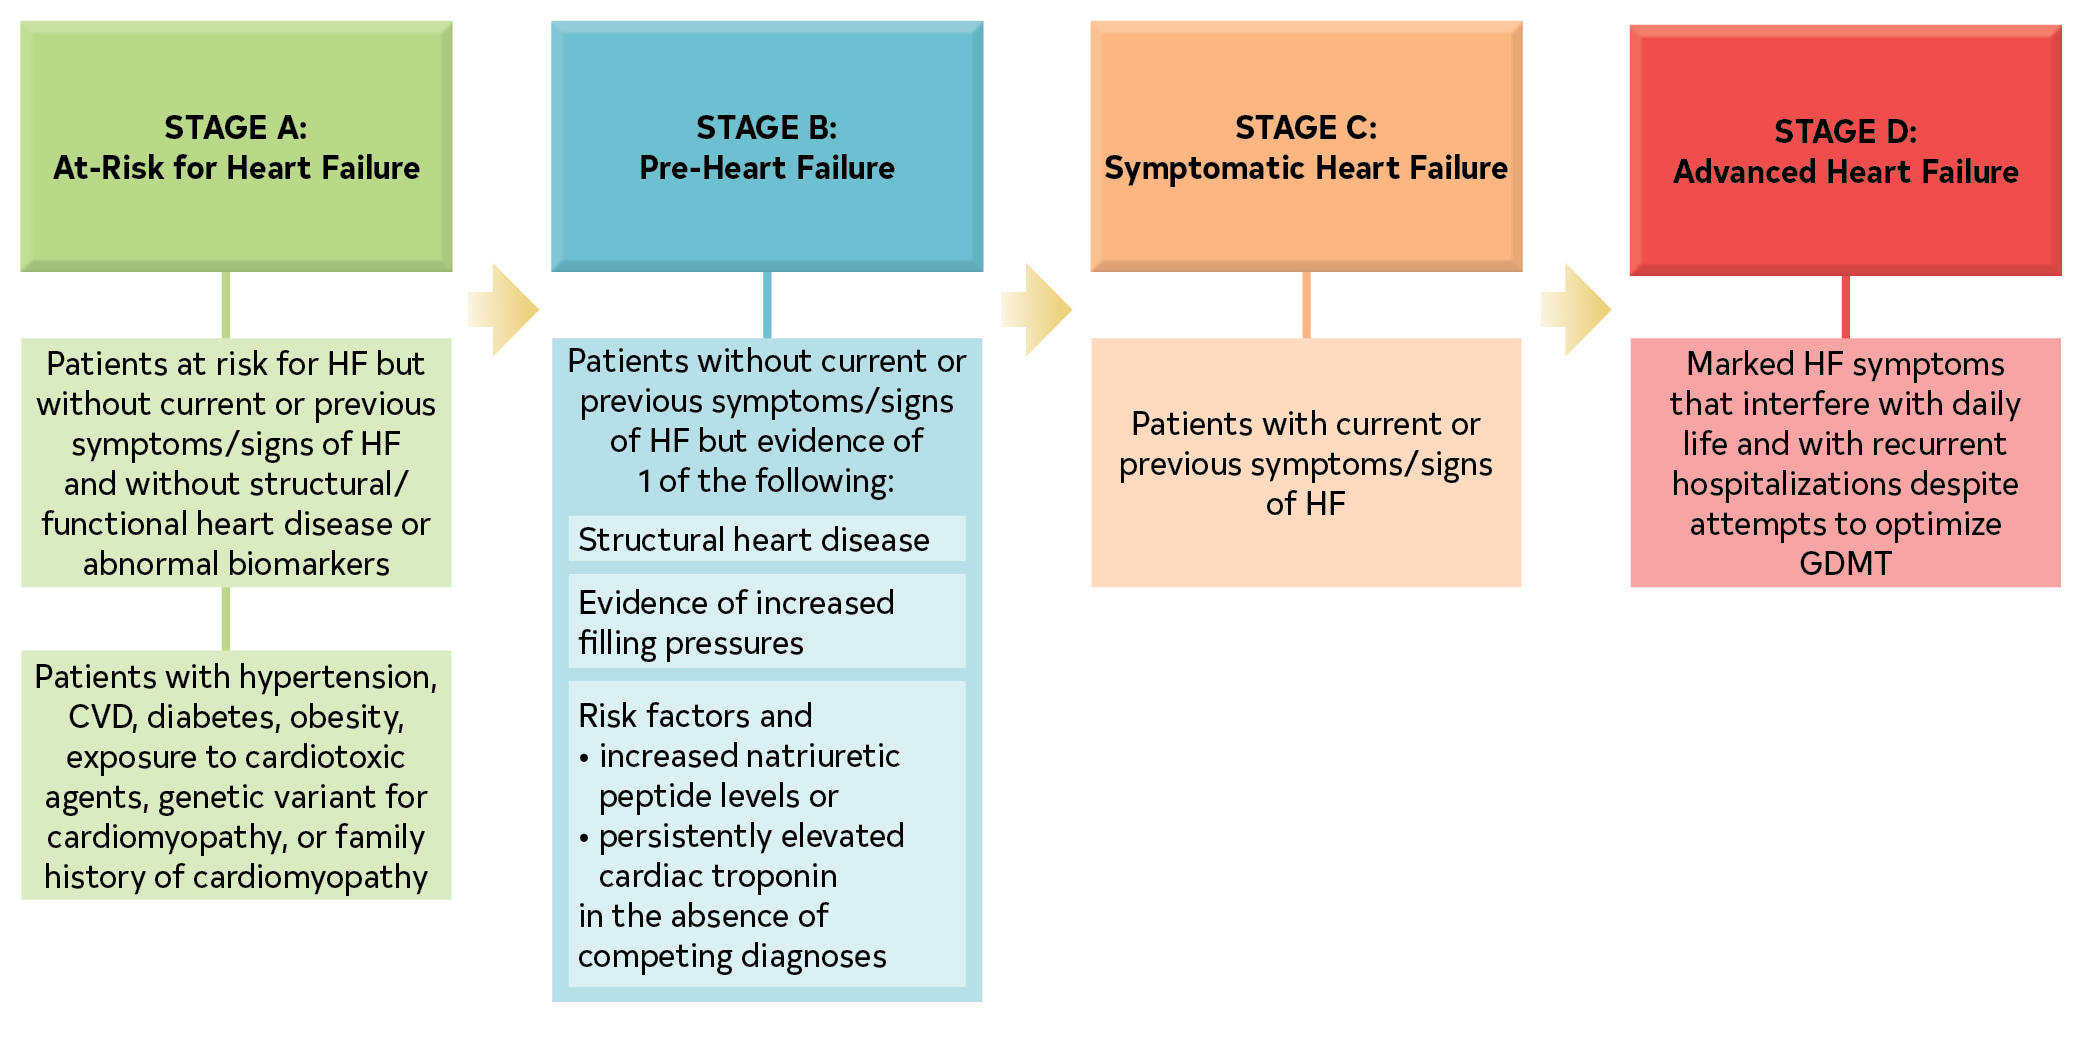 STAGE A:
At-Risk for Heart Failure
Patients at risk for HF but
without current or previous
symptoms/signs of HF
and without structural/
functional heart disease or
abnormal biomarkers
Patients with hypertension,
CVD, diabetes, obesity,
exposure to cardiotoxic
agents, genetic variant for
cardiomyopathy, or family
history of cardiomyopathy
STAGE B:
Pre-Heart Failure
Patients without current or
previous symptoms/signs
of HF but evidence of
1 of the following:
Structural heart disease
Evidence of increased
filling pressures
Risk factors and
• increased natriuretic
peptide levels or
• persistently elevated
cardiac troponin
in the absence of
competing diagnoses
STAGE C:
Symptomatic Heart Failure
Patients with current or
previous symptoms/signs
of HF
STAGE D:
Advanced Heart Failure
Marked HF symptoms
that interfere with daily
life and with recurrent
hospitalizations despite
attempts to optimize
GDMT